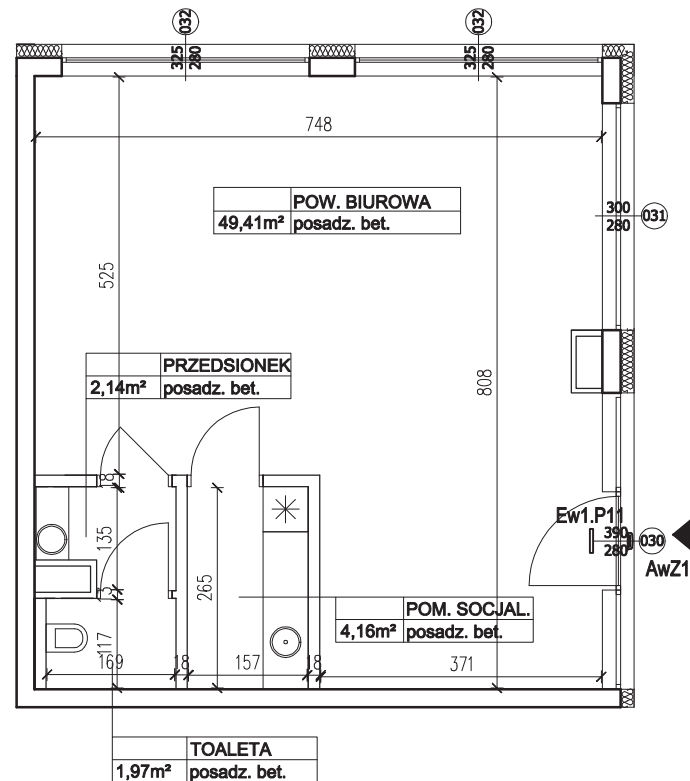 032
032
325
280
325
280
748
POW. BIUROWA
49,41m² posadz. bet.
300
280
031
525
PRZEDSIONEK
2,14m² posadz. bet.
808
18
Ew1.P11
390
280
030
AwZ1
135
265
13
POM. SOCJAL.
4,16m² posadz. bet.
117
169
18
157
18
371
TOALETA
1,97m² posadz. bet.